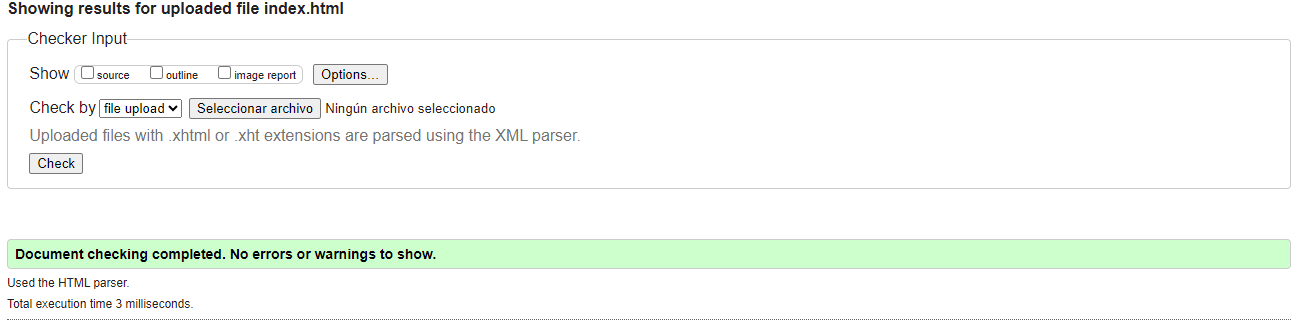 Showing results for uploaded file index.html
Checker Input
Show source outline image report Options...
Check by file upload Seleccionar archivo Ningún archivo seleccionado
Uploaded files with .xhtml or .xht extensions are parsed using the XML parser.
Check
Document checking completed. No errors or warnings to show.
Used the HTML parser.
Total execution time 3 milliseconds.